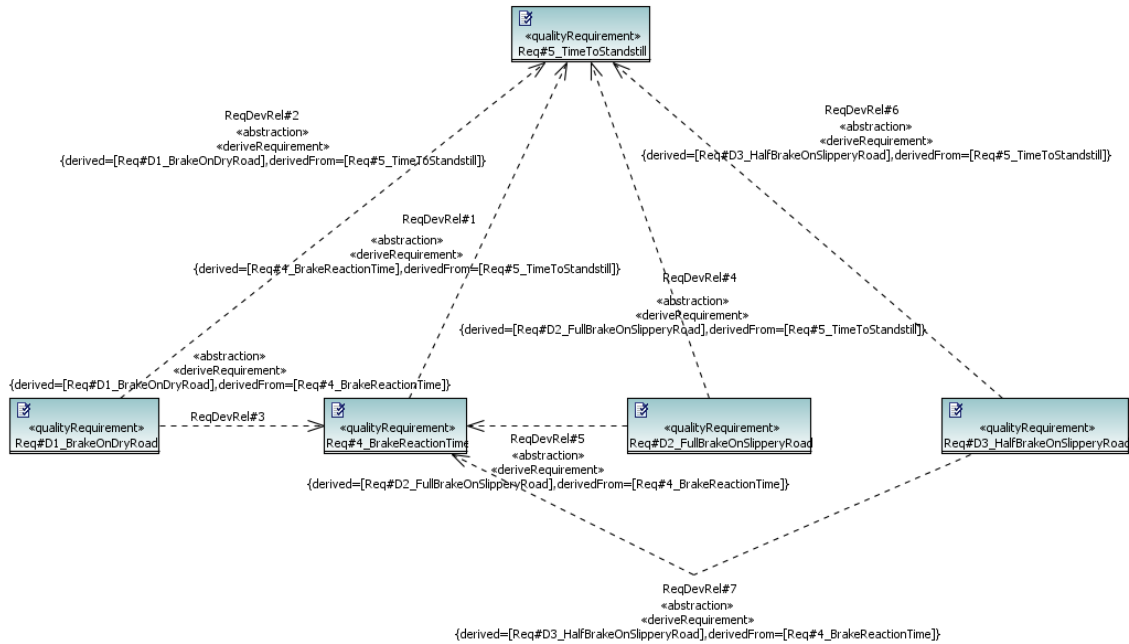 «qualityRequirement»
Req#5_TimeToStandstill
ReqDevRel#2
«abstraction»
«deriveRequirement»
{derived=[Req#D1_BrakeOnDryRoad],derivedFrom=[Req#5_TimeToStandstill]}
ReqDevRel#6
«abstraction»
«deriveRequirement»
{derived=[Req#D3_HalfBrakeOnSlipperyRoad],derivedFrom=[Req#5_TimeToStandstill]}
ReqDevRel#1
«abstraction»
«deriveRequirement»
{derived=[Req#4_BrakeReactionTime],derivedFrom=[Req#5_TimeToStandstill]}
ReqDevRel#4
«abstraction»
«deriveRequirement»
{derived=[Req#D2_FullBrakeOnSlipperyRoad],derivedFrom=[Req#5_TimeToStandstill]}
«abstraction»
«deriveRequirement»
{derived=[Req#D1_BrakeOnDryRoad],derivedFrom=[Req#4_BrakeReactionTime]}
«qualityRequirement»
Req#D1_BrakeOnDryRoad
ReqDevRel#3
«qualityRequirement»
Req#4_BrakeReactionTime
«qualityRequirement»
Req#D2_FullBrakeOnSlipperyRoad
«qualityRequirement»
Req#D3_HalfBrakeOnSlipperyRoad
ReqDevRel#5
«abstraction»
«deriveRequirement»
{derived=[Req#D2_FullBrakeOnSlipperyRoad],derivedFrom=[Req#4_BrakeReactionTime]}
ReqDevRel#7
«abstraction»
«deriveRequirement»
{derived=[Req#D3_HalfBrakeOnSlipperyRoad],derivedFrom=[Req#4_BrakeReactionTime]}